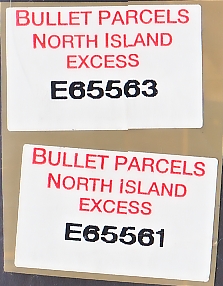 BULLET PARCELS
NORTH ISLAND
EXCESS
E65563
BULLET PARCELS
NORTH ISLAND
EXCESS
E65561